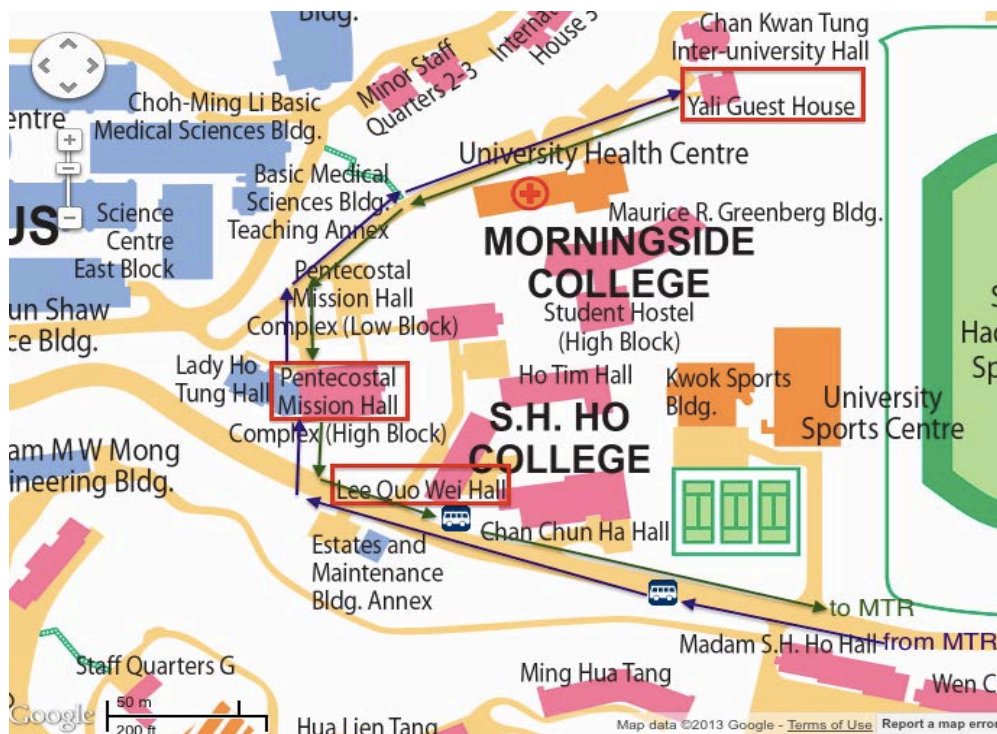 Bldg.
House 3
Chan Kwan Tung
Inter-university Hall
Minor Staff
Quarters 2-3
Yali Guest House
entre
Choh-Ming Li Basic
Medical Sciences Bldg.
+
-
-
University Health Centre
Basic Medical
Sciences Bldg.
Teaching Annex
US
Science
Centre
East Block
Maurice R. Greenberg Bldg.
MORNINGSIDE
COLLEGE
Pentecostal
Mission Hall
Complex (Low Block)
un Shaw
ce Bldg.
Student Hostel
(High Block)
S
Had
Sp
Lady Ho
Tung Hall
Pentecostal
Mission Hall
Complex (High Block)
Ho Tim Hall
Kwok Sports
Bldg.
University
Sports Centre
S.H. HO
COLLEGE
am M W Mong
ineering Bldg.
Lee Quo Wei Hall
Chan Chun Ha Hall
Estates and
Maintenance
Bldg. Annex
to MTR
from MTR
Madam S.H. Ho Hall
Staff Quarters G
Ming Hua Tang
Wen C
Hua Lien Tang
50 m
200 ft
Google
Map data ©2013 Google - Terms of Use
Report a map error